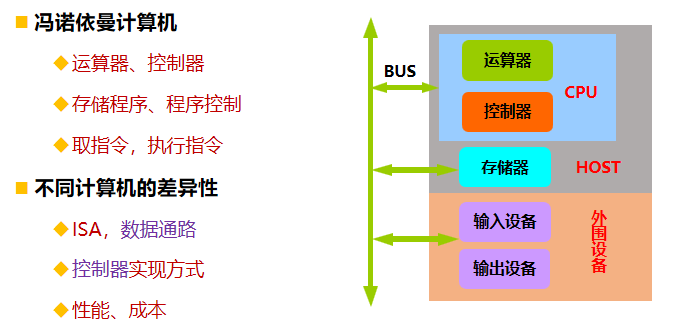 冯诺依曼计算机
运算器、控制器
存储程序、程序控制
取指令，执行指令
不同计算机的差异性
ISA，数据通路
控制器实现方式
性能、成本
BUS
运算器
控制器
CPU
存储器
HOST
输入设备
输出设备
外围设备